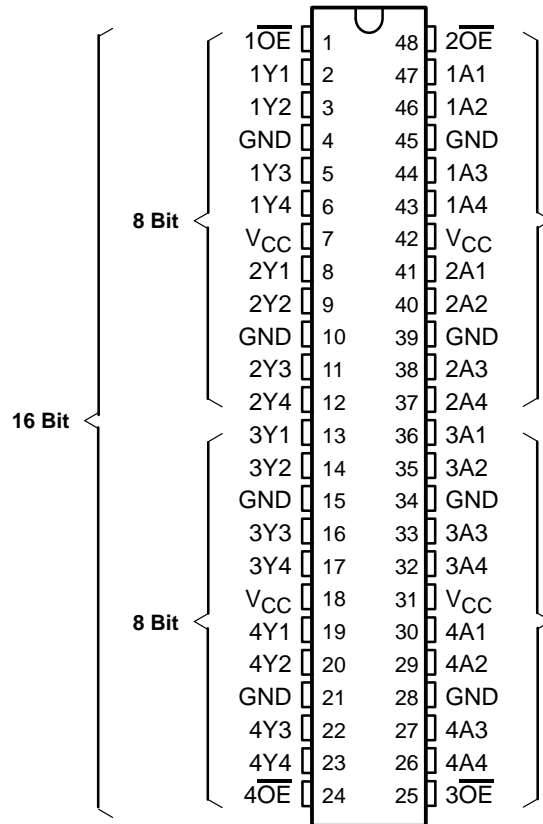 1O̅E̅ 1 48 2O̅E̅
1Y1 2 47 1A1
1Y2 3 46 1A2
GND 4 45 GND
1Y3 5 44 1A3
1Y4 6 43 1A4
8 Bit
VCC 7 42 VCC
2Y1 8 41 2A1
2Y2 9 40 2A2
GND 10 39 GND
2Y3 11 38 2A3
2Y4 12 37 2A4
16 Bit
3Y1 13 36 3A1
3Y2 14 35 3A2
GND 15 34 GND
3Y3 16 33 3A3
3Y4 17 32 3A4
VCC 18 31 VCC
8 Bit
4Y1 19 30 4A1
4Y2 20 29 4A2
GND 21 28 GND
4Y3 22 27 4A3
4Y4 23 26 4A4
4O̅E̅ 24 25 3O̅E̅